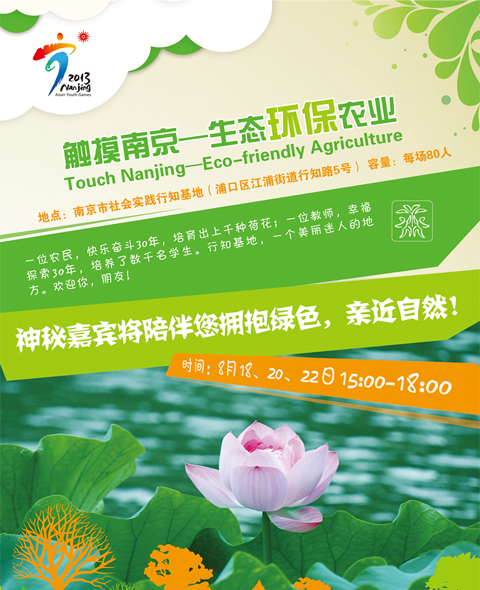 2013
Nanjing
Asian Youth Games
触摸南京—生态环保农业
Touch Nanjing—Eco-friendly Agriculture
地点：南京市社会实践行知基地（浦口区江浦街道行知路5号） 容量：每场80人
一位农民，快乐奋斗30年，培育出上千种荷花；一位教师，幸福
探索30年，培养了数千名学生。行知基地，一个美丽迷人的地
方。欢迎你，朋友！
神秘嘉宾将陪伴您拥抱绿色，亲近自然！
时间：8月18、20、22日15:00-18:00